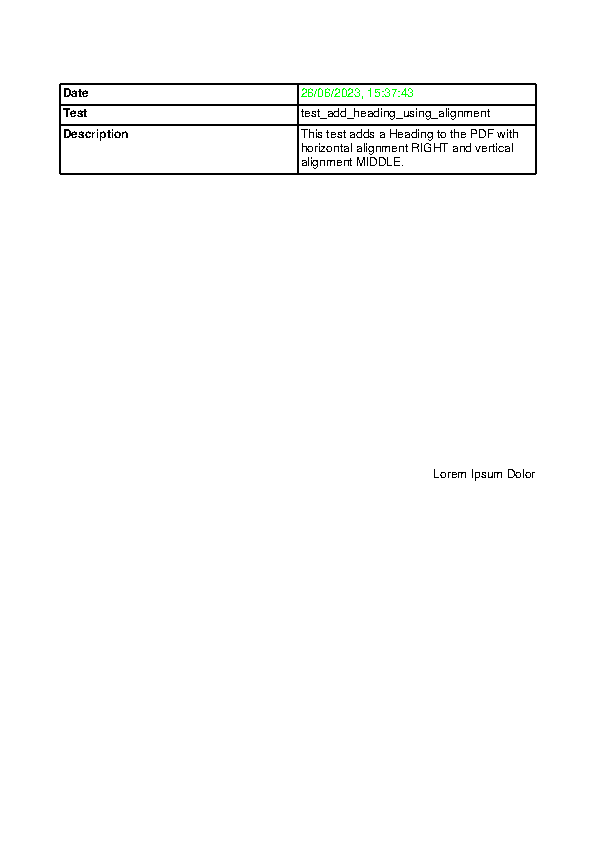 Date 26/06/2023, 15:37:43
Test test_add_heading_using_alignment
Description This test adds a Heading to the PDF with
horizontal alignment RIGHT and vertical
alignment MIDDLE.
Lorem Ipsum Dolor